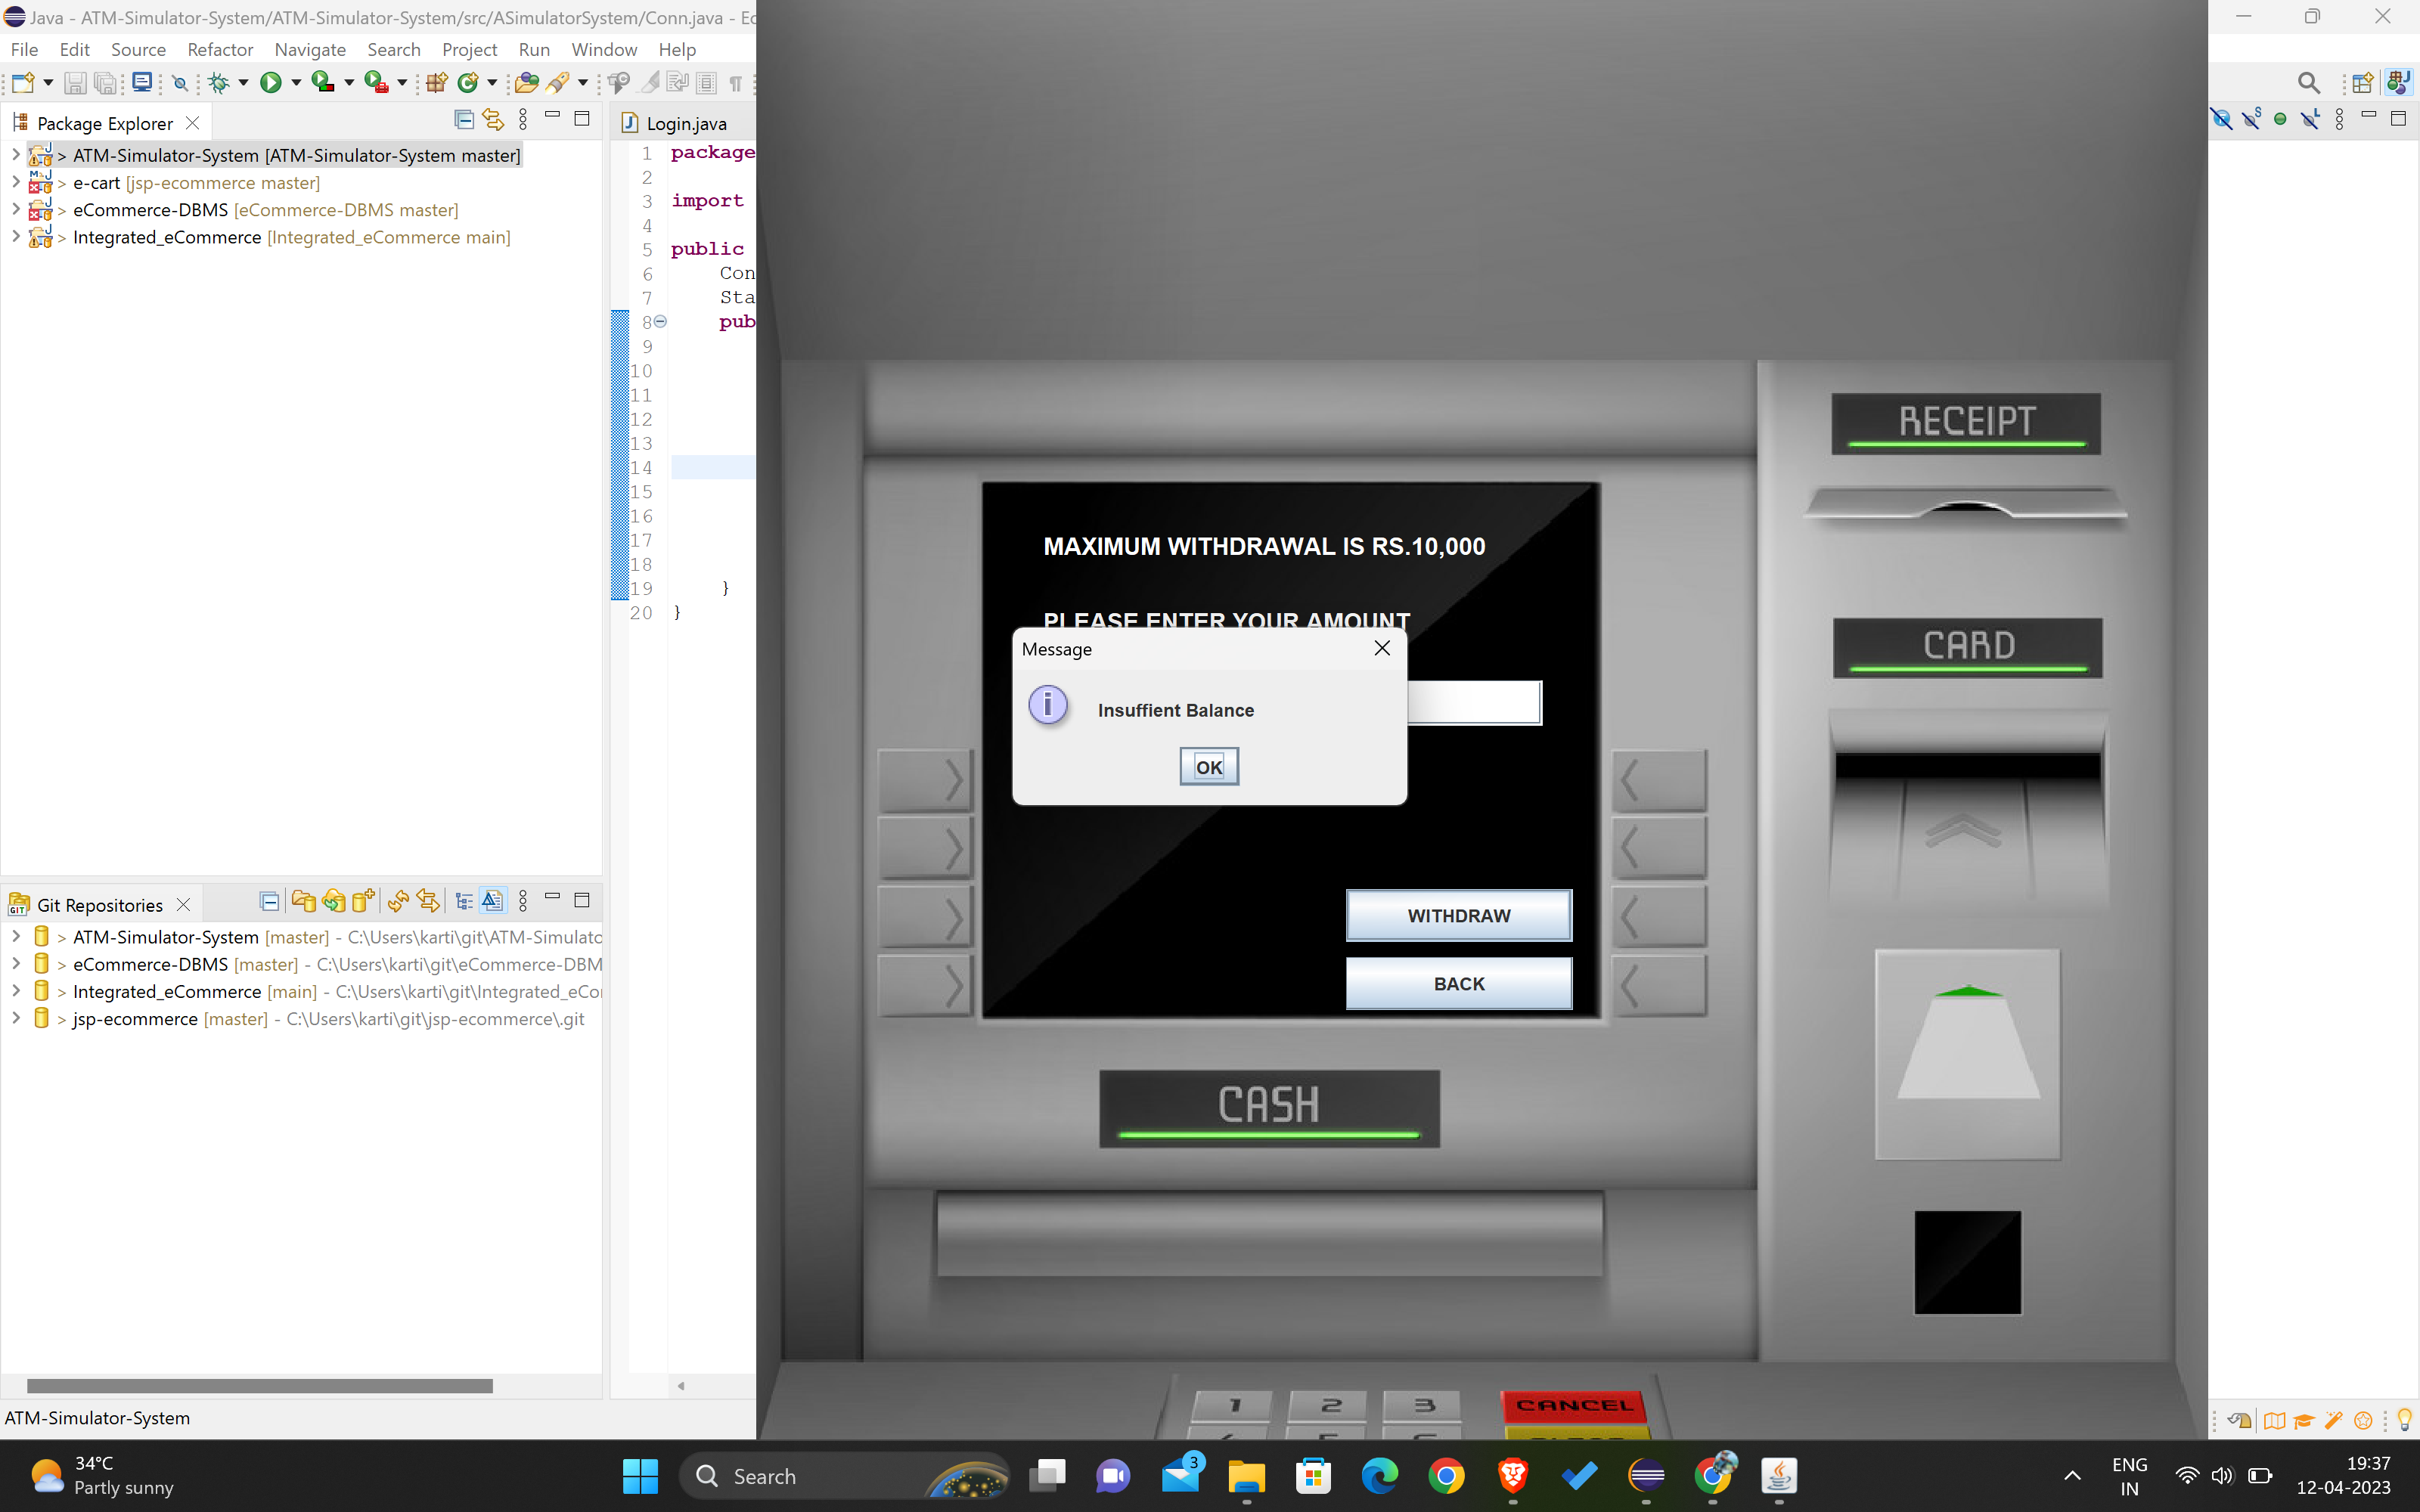 Java - ATM-Simulator-System/ATM-Simulator-System/src/ASimulatorSystem/Conn.java - Ec
File Edit Source Refactor Navigate Search Project Run Window Help
Package Explorer
> ATM-Simulator-System [ATM-Simulator-System master]
> e-cart [jsp-ecommerce master]
> eCommerce-DBMS [eCommerce-DBMS master]
> Integrated_eCommerce [Integrated_eCommerce main]
Login.java
1 package
2
3 import
4
5 public
6 Con
7 Sta
8 pub
9
10
11
12
13
14
15
16
17
18
19 }
20 }
Git Repositories
> ATM-Simulator-System [master] - C:\Users\karti\git\ATM-Simulato
> eCommerce-DBMS [master] - C:\Users\karti\git\eCommerce-DBM
> Integrated_eCommerce [main] - C:\Users\karti\git\Integrated_eCo
> jsp-ecommerce [master] - C:\Users\karti\git\jsp-ecommerce\.git
ATM-Simulator-System
MAXIMUM WITHDRAWAL IS RS.10,000
PLEASE ENTER YOUR AMOUNT
Message
Insuffient Balance
OK
WITHDRAW
BACK
RECEIPT
CARD
CASH
1 2 3 CANCEL
34°C
Partly sunny
Search
3
ENG
IN
19:37
12-04-2023